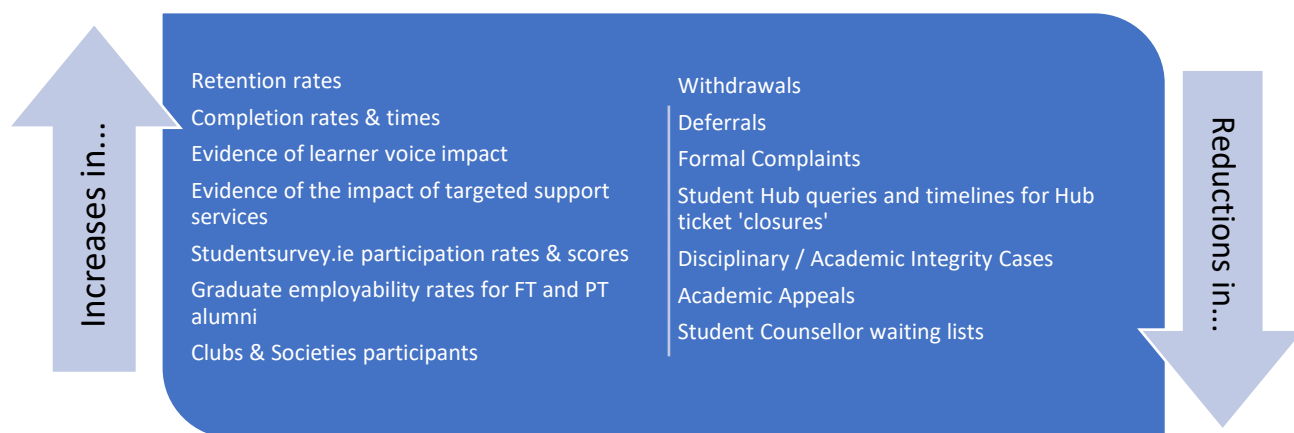 Increases in...
Retention rates
Completion rates & times
Evidence of learner voice impact
Evidence of the impact of targeted support
services
Studentsurvey.ie participation rates & scores
Graduate employability rates for FT and PT
alumni
Clubs & Societies participants
Withdrawals
Deferrals
Formal Complaints
Student Hub queries and timelines for Hub
ticket 'closures'
Disciplinary / Academic Integrity Cases
Academic Appeals
Student Counsellor waiting lists
Reductions in...